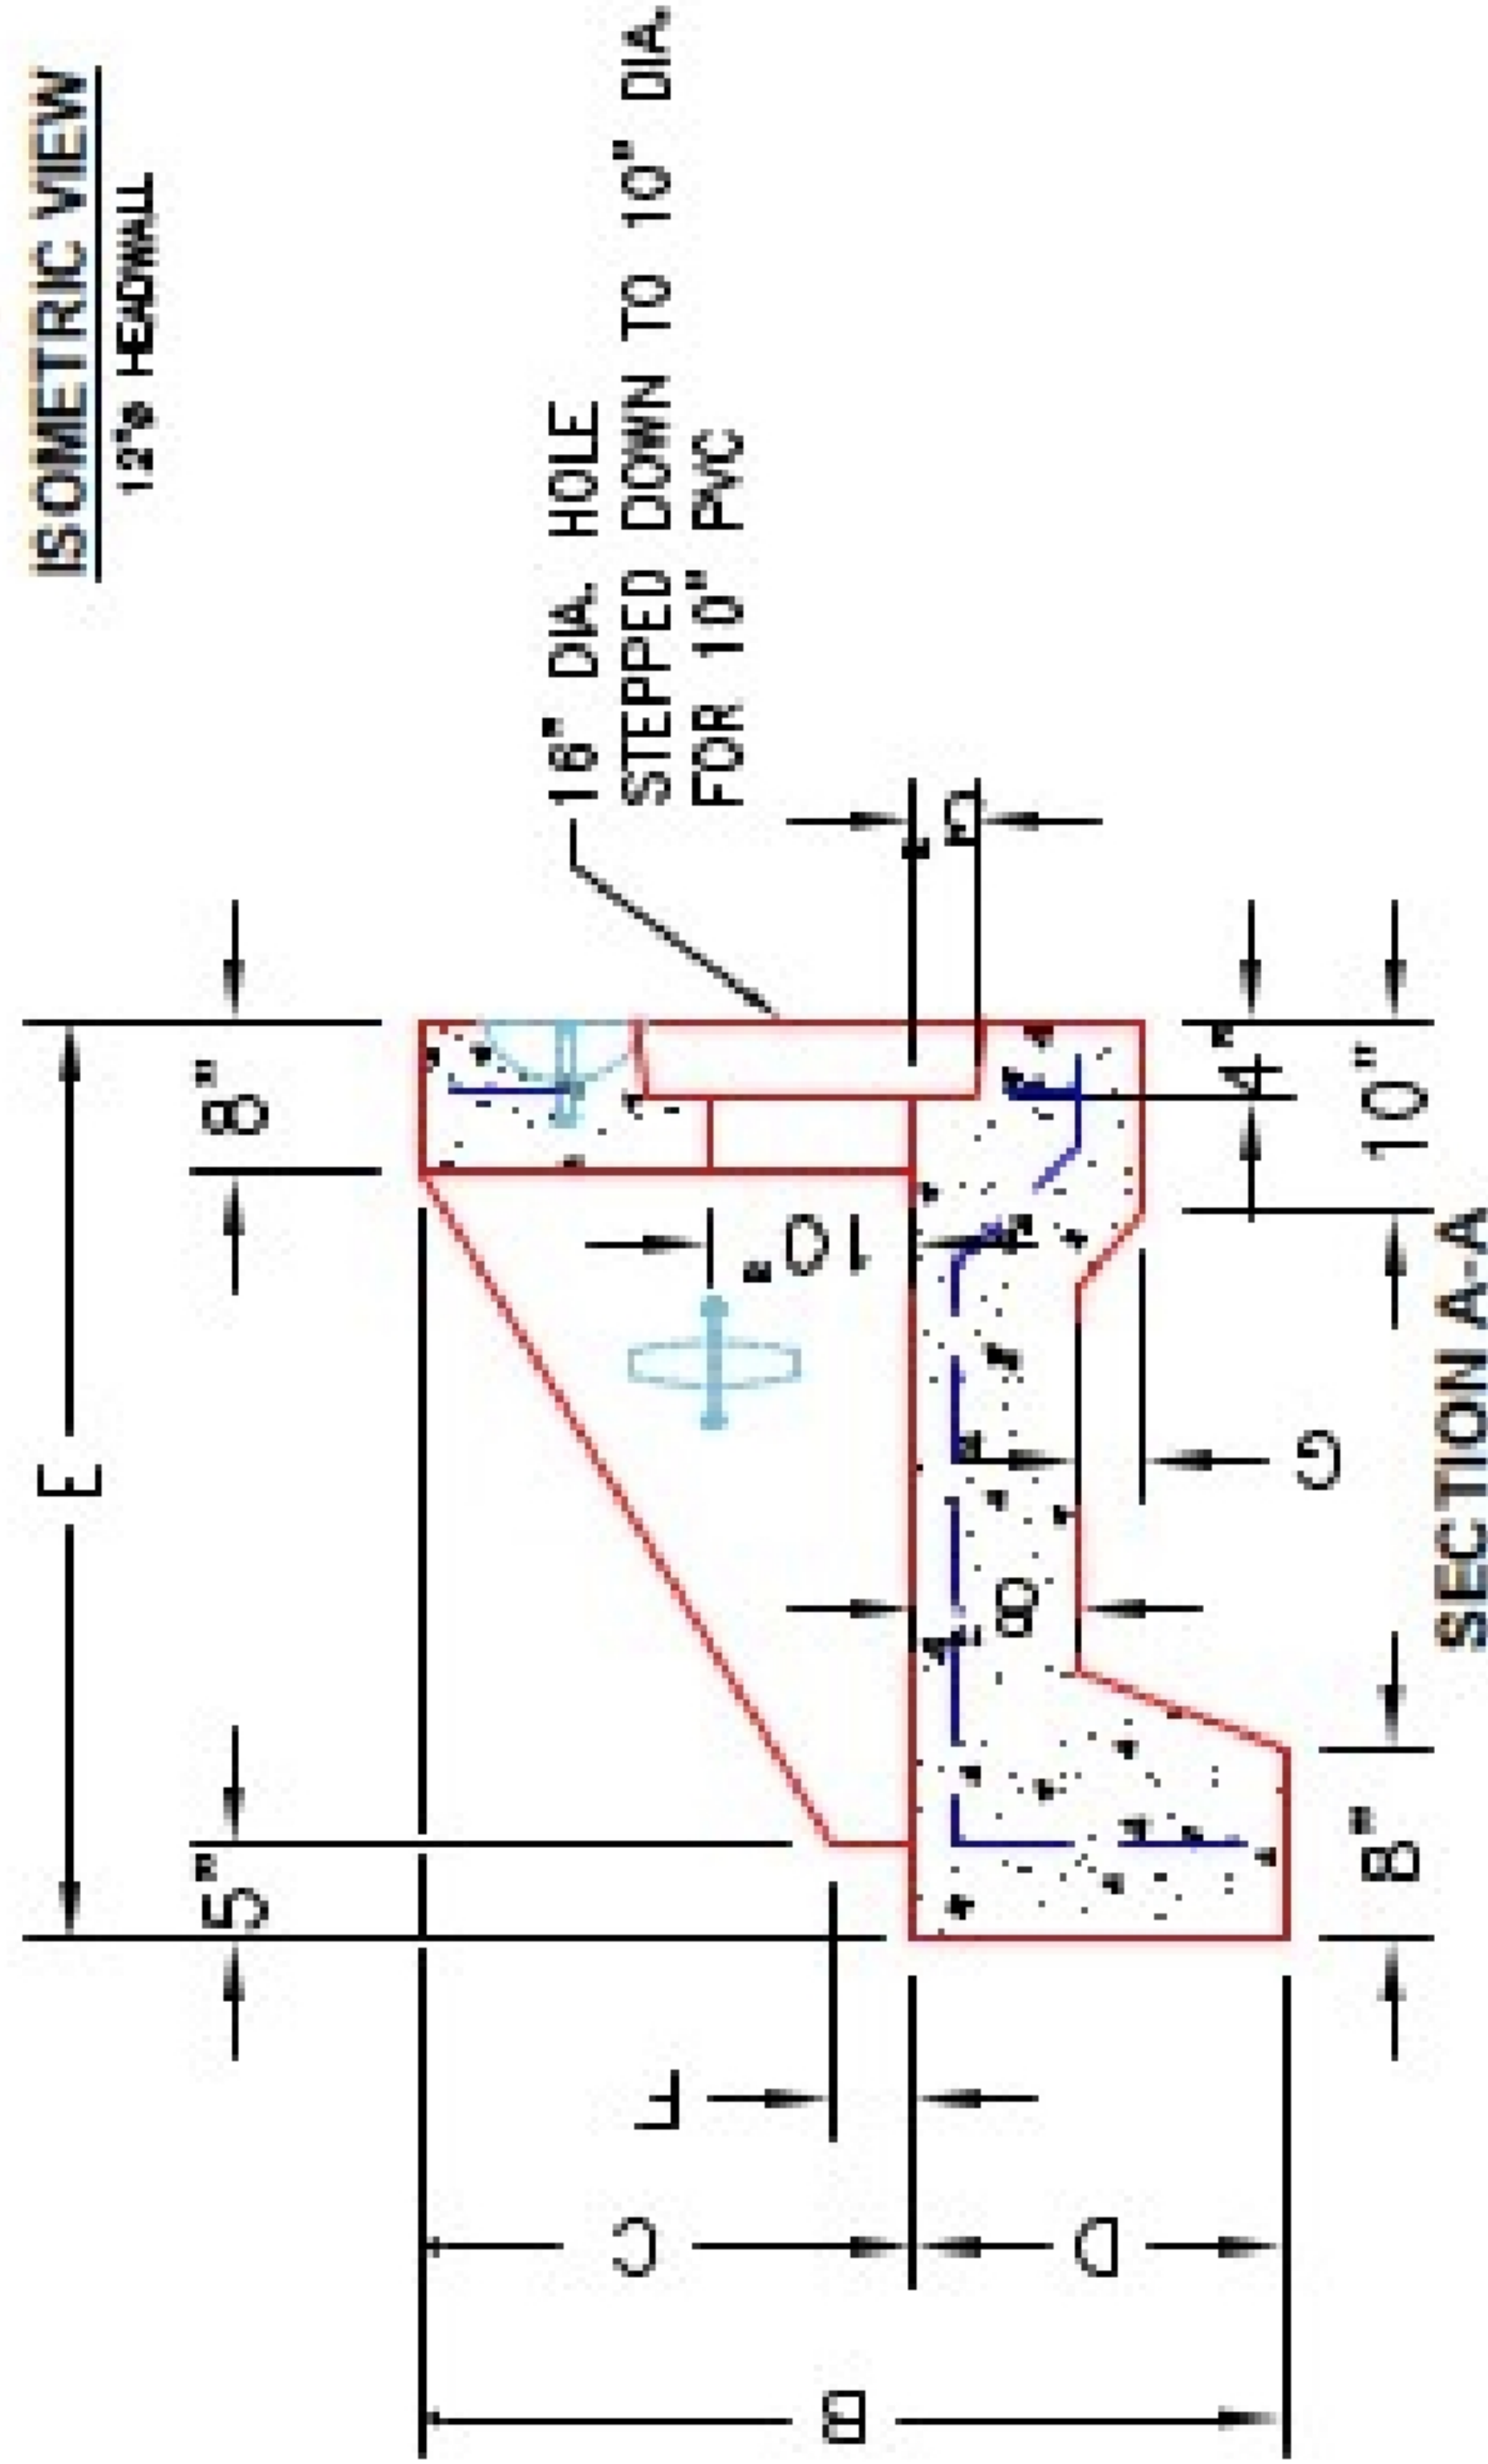 ISOMETRIC VIEW
12"ø HEADWALL
16" DIA. HOLE
STEPPED DOWN TO 10" DIA.
FOR 10" PVC
E
8"
5"
10"
8"
G
4"
10"
8"
F
C
D
B
SECTION A-A